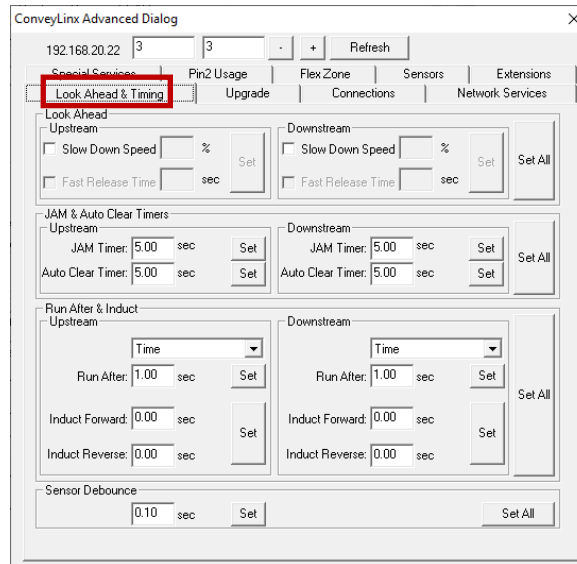 ConveyLinx Advanced Dialog
192.168.20.22 3 3 - + Refresh
Special Services Pin2 Usage Flex Zone Sensors Extensions
Look Ahead & Timing Upgrade Connections Network Services
Look Ahead
Upstream Downstream
Slow Down Speed % Set Slow Down Speed % Set Set All
Fast Release Time sec Fast Release Time sec
JAM & Auto Clear Timers
Upstream Downstream
JAM Timer: 5.00 sec Set JAM Timer: 5.00 sec Set Set All
Auto Clear Timer: 5.00 sec Set Auto Clear Timer: 5.00 sec Set
Run After & Induct
Upstream Downstream
Time Time
Run After: 1.00 sec Set Run After: 1.00 sec Set Set All
Induct Forward: 0.00 sec Set Induct Forward: 0.00 sec Set
Induct Reverse: 0.00 sec Induct Reverse: 0.00 sec
Sensor Debounce
0.10 sec Set Set All